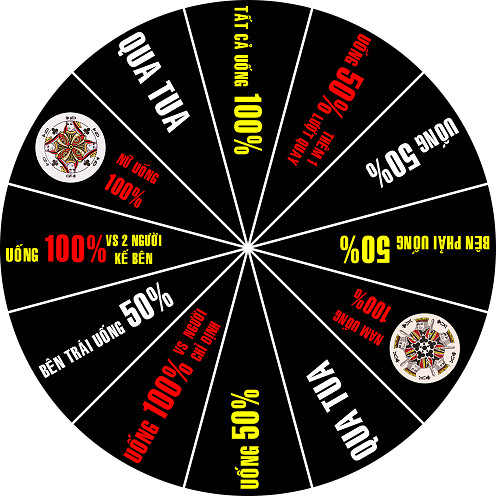 TẤT CẢ UỐNG 100%
UỐNG 50%
THÊM 1
LƯỢT QUAY
UỐNG 50%
BÊN PHẢI UỐNG 50%
NAM UỐNG
100%
QUA TUA
UỐNG 50%
UỐNG 100% VS NGƯỜI
CHỈ ĐỊNH
BÊN TRÁI UỐNG 50%
UỐNG 100% VS 2 NGƯỜI
KẾ BÊN
NỮ UỐNG
100%
QUA TUA